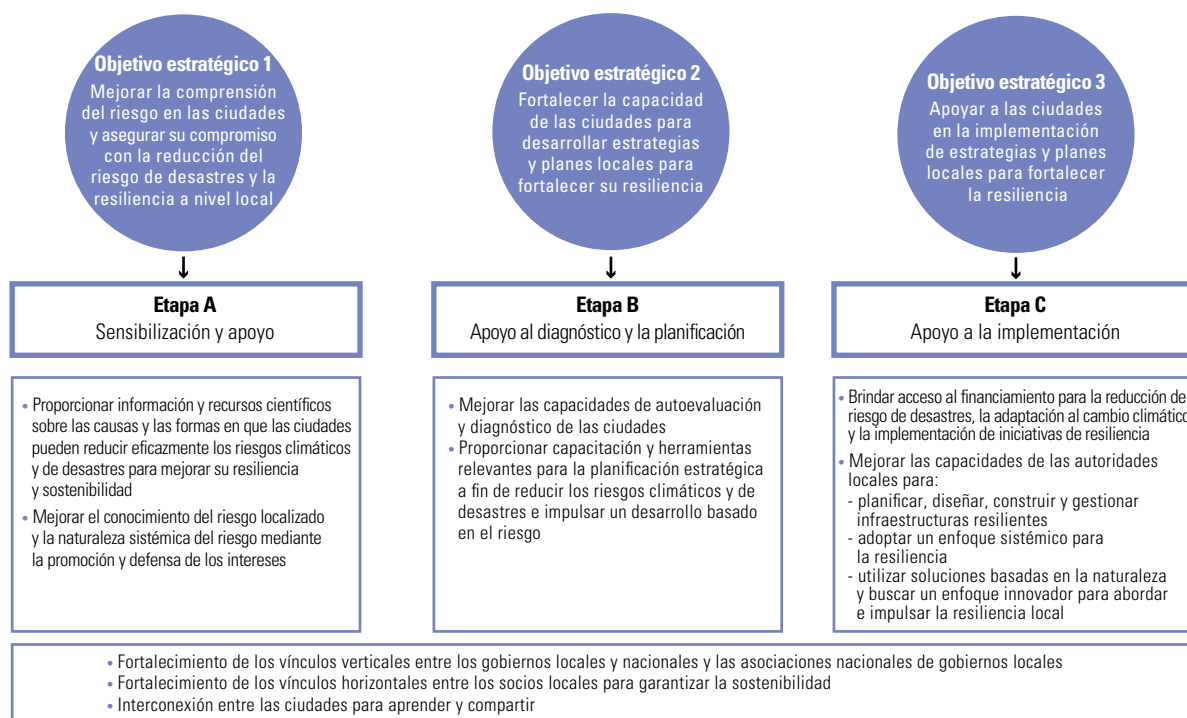 Objetivo estratégico 1
Mejorar la comprensión
del riesgo en las ciudades
y asegurar su compromiso
con la reducción del
riesgo de desastres y la
resiliencia a nivel local
Objetivo estratégico 2
Fortalecer la capacidad
de las ciudades para
desarrollar estrategias
y planes locales para
fortalecer su resiliencia
Objetivo estratégico 3
Apoyar a las ciudades
en la implementación
de estrategias y planes
locales para fortalecer
la resiliencia
Etapa A
Sensibilización y apoyo
Etapa B
Apoyo al diagnóstico y la planificación
Etapa C
Apoyo a la implementación
• Proporcionar información y recursos científicos
sobre las causas y las formas en que las ciudades
pueden reducir eficazmente los riesgos climáticos
y de desastres para mejorar su resiliencia
y sostenibilidad
• Mejorar el conocimiento del riesgo localizado
y la naturaleza sistémica del riesgo mediante
la promoción y defensa de los intereses
• Mejorar las capacidades de autoevaluación
y diagnóstico de las ciudades
• Proporcionar capacitación y herramientas
relevantes para la planificación estratégica
a fin de reducir los riesgos climáticos y de
desastres e impulsar un desarrollo basado
en el riesgo
• Brindar acceso al financiamiento para la reducción de
riesgo de desastres, la adaptación al cambio climático
y la implementación de iniciativas de resiliencia
• Mejorar las capacidades de las autoridades
locales para:
- planificar, diseñar, construir y gestionar
infraestructuras resilientes
- adoptar un enfoque sistémico para
la resiliencia
- utilizar soluciones basadas en la naturaleza
y buscar un enfoque innovador para abordar
e impulsar la resiliencia local
• Fortalecimiento de los vínculos verticales entre los gobiernos locales y nacionales y las asociaciones nacionales de gobiernos locales
• Fortalecimiento de los vínculos horizontales entre los socios locales para garantizar la sostenibilidad
• Interconexión entre las ciudades para aprender y compartir